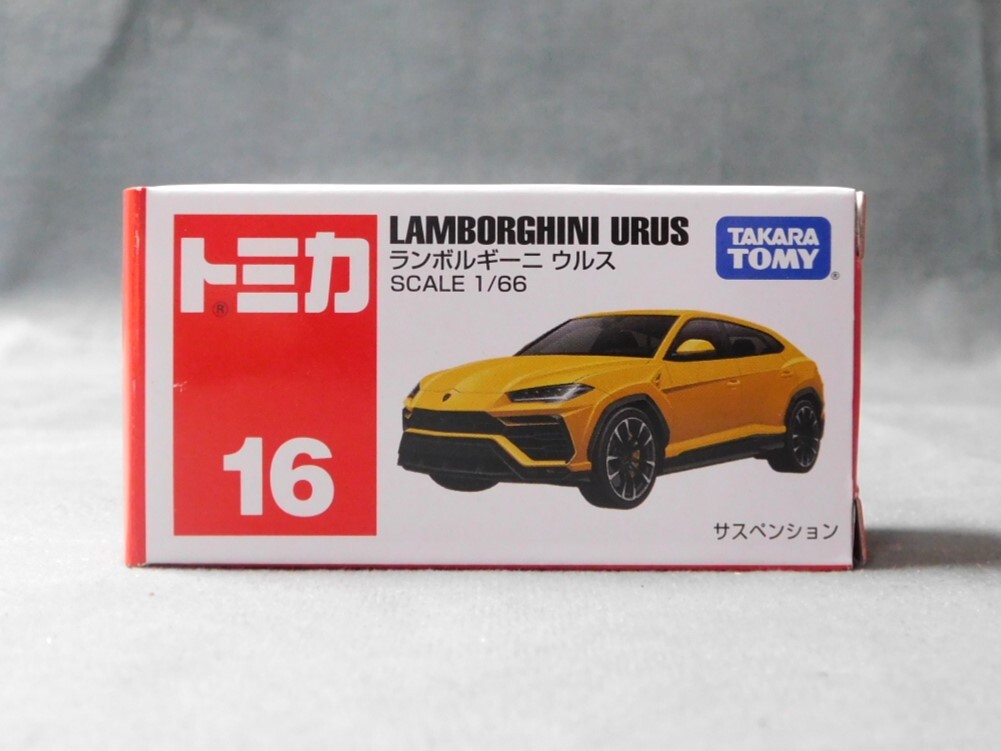 トミカ®
16
LAMBORGHINI URUS
ランボルギーニ ウルス
SCALE 1/66
TAKARA
TOMY®
サスペンション